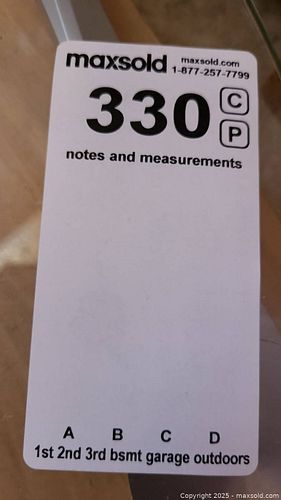 maxsold maxsold.com
1-877-257-7799
330 C
P
notes and measurements
A B C D
1st 2nd 3rd bsmt garage outdoors
Copyright 2025 - maxsold.com